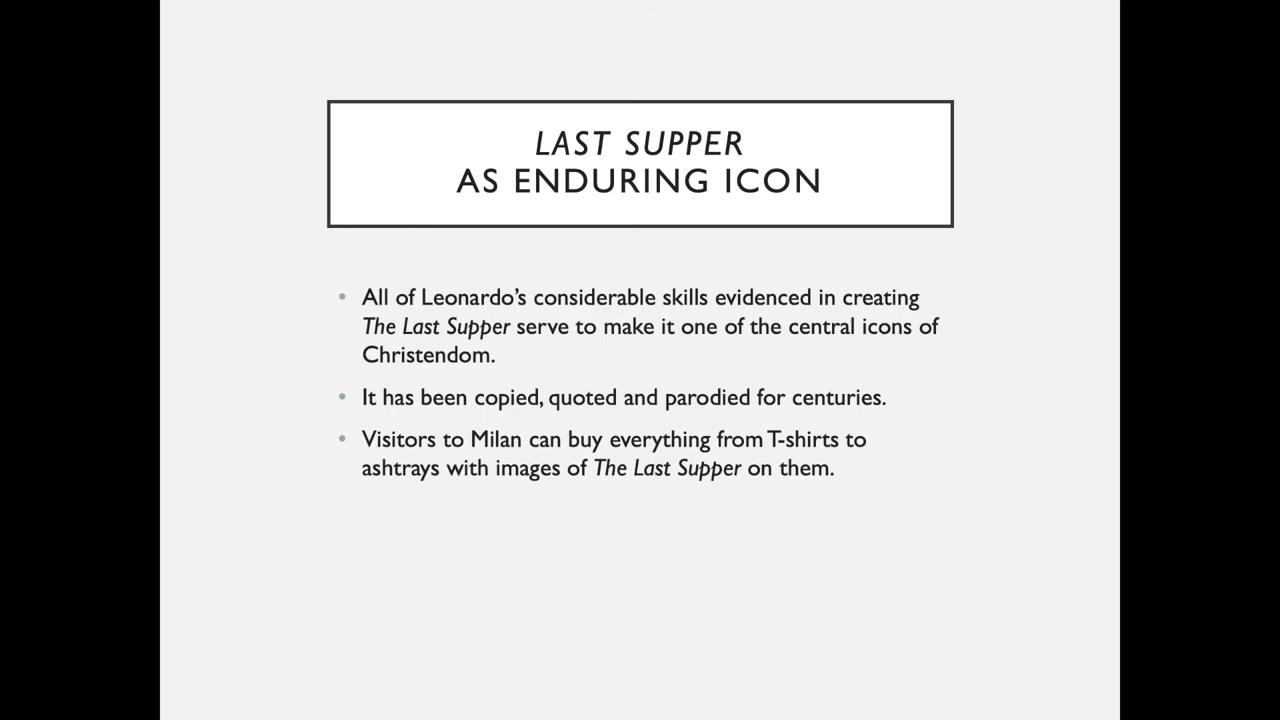 LAST SUPPER
AS ENDURING ICON
• All of Leonardo’s considerable skills evidenced in creating
The Last Supper serve to make it one of the central icons of
Christendom.
• It has been copied, quoted and parodied for centuries.
• Visitors to Milan can buy everything from T-shirts to
ashtrays with images of The Last Supper on them.